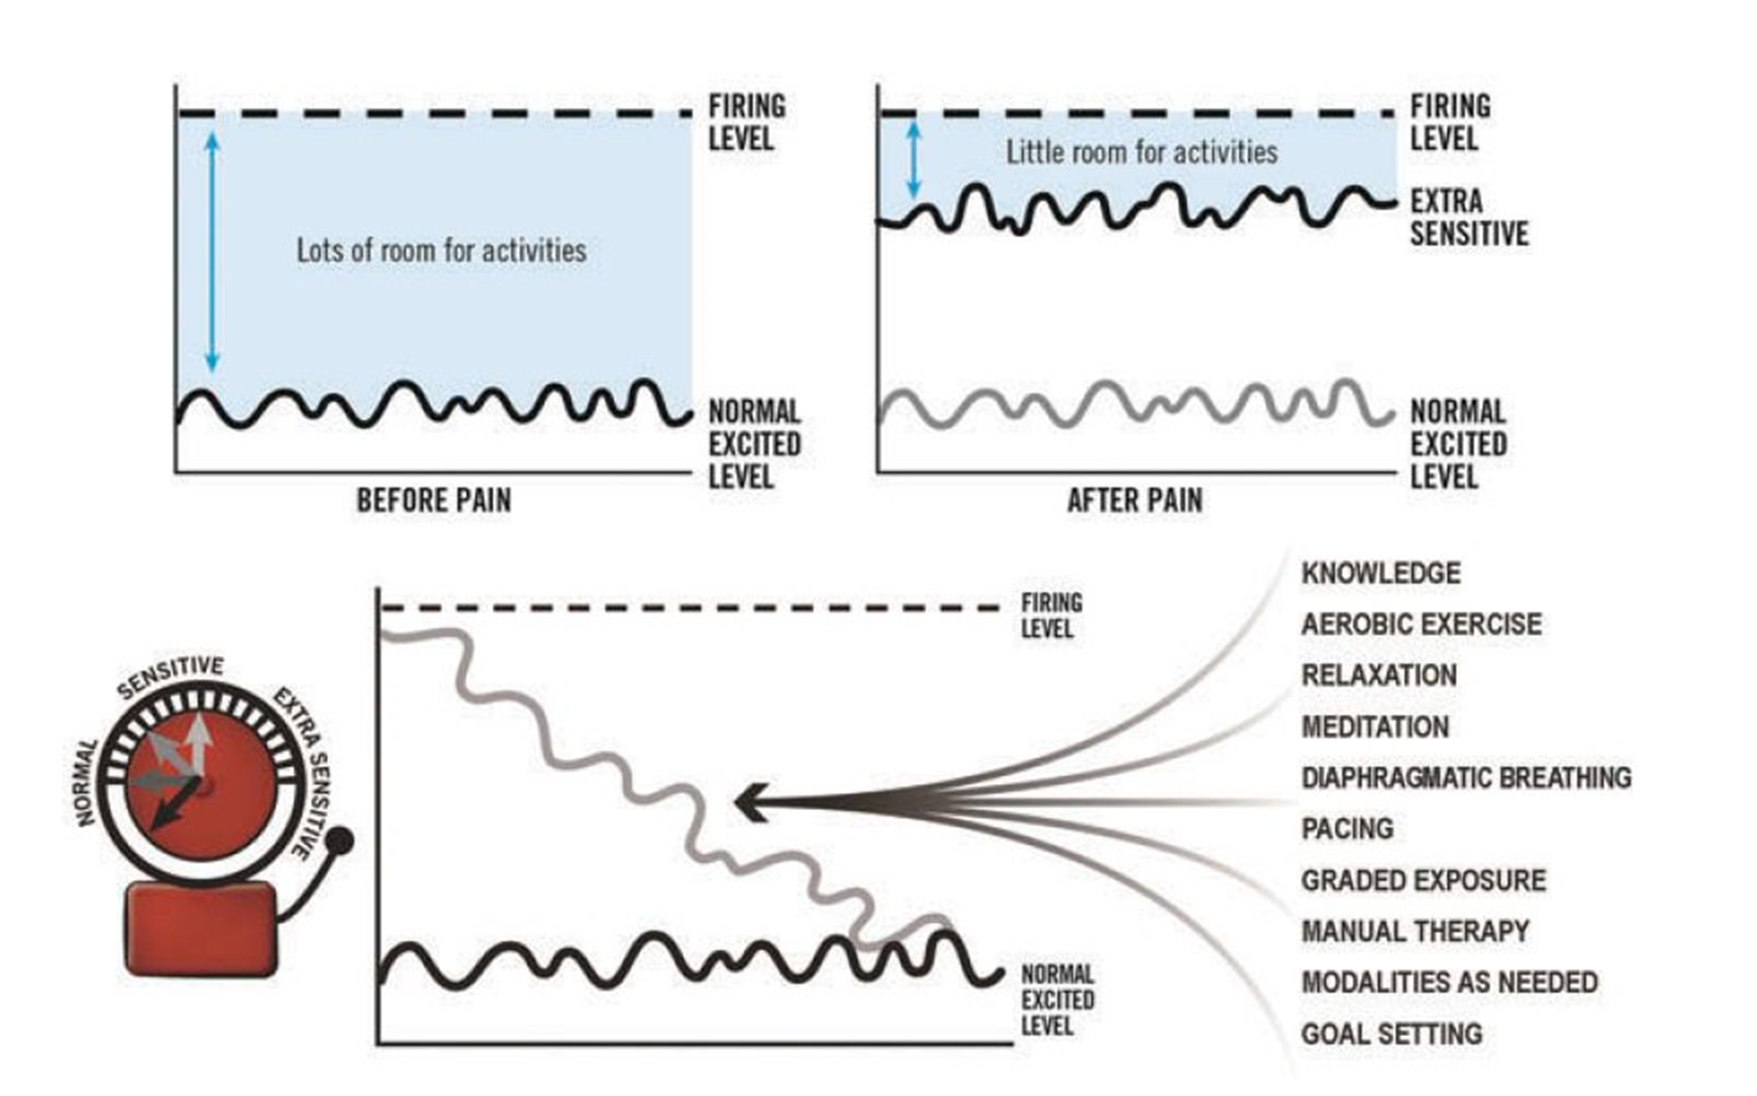 FIRING
LEVEL
Lots of room for activities
NORMAL
EXCITED
LEVEL
BEFORE PAIN
FIRING
LEVEL
Little room for activities
EXTRA
SENSITIVE
NORMAL
EXCITED
LEVEL
AFTER PAIN
NORMAL
SENSITIVE
EXTRA SENSITIVE
FIRING
LEVEL
NORMAL
EXCITED
LEVEL
KNOWLEDGE
AEROBIC EXERCISE
RELAXATION
MEDITATION
DIAPHRAGMATIC BREATHING
PACING
GRADED EXPOSURE
MANUAL THERAPY
MODALITIES AS NEEDED
GOAL SETTING